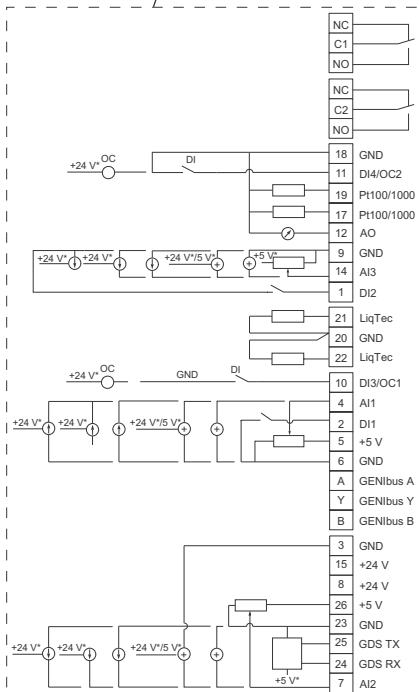 NC
C1
NO
NC
C2
NO
18 GND
+24 V* OC DI 11 DI4/OC2
19 Pt100/1000
17 Pt100/1000
12 AO
9 GND
+24 V* +24 V* +24 V*/5 V* +5 V* 14 AI3
1 DI2
21 LiqTec
20 GND
22 LiqTec
+24 V* OC GND DI 10 DI3/OC1
4 AI1
2 DI1
+24 V* +24 V* +24 V*/5 V* 5 +5 V
6 GND
A GENIbus A
Y GENIbus Y
B GENIbus B
3 GND
15 +24 V
8 +24 V
26 +5 V
23 GND
25 GDS TX
+24 V* +24 V* +24 V*/5 V* 24 GDS RX
+5 V* 7 AI2